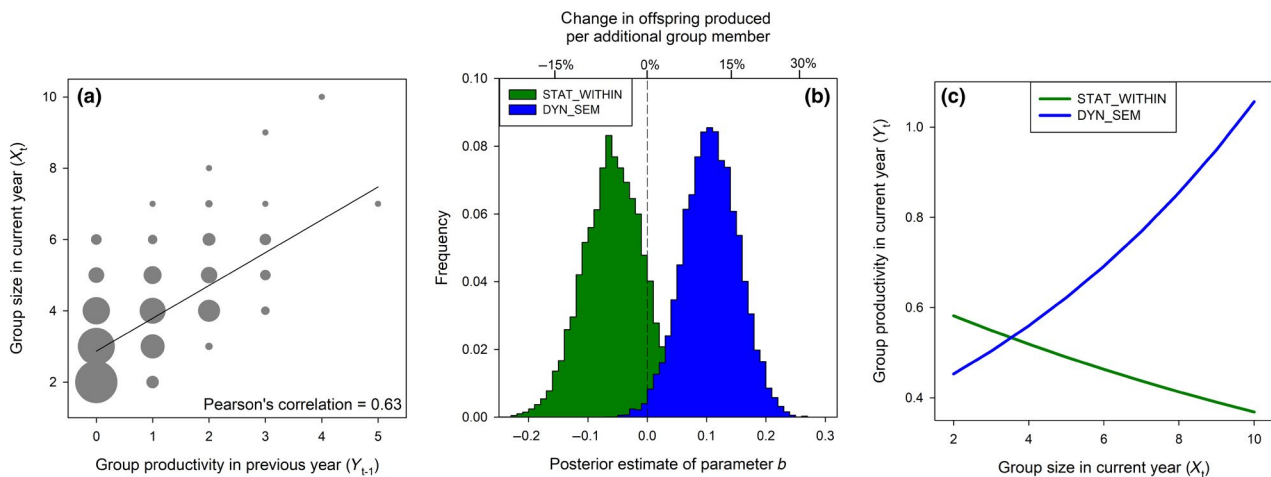 (a)
Group size in current year (Xt)
10
8
6
4
2
Pearson's correlation = 0.63
0 1 2 3 4 5
Group productivity in previous year (Yt-1)
Change in offspring produced
per additional group member
–15% 0% 15% 30%
(b)
STAT_WITHIN
DYN_SEM
Frequency
0.10
0.08
0.06
0.04
0.02
0.00
–0.2 –0.1 0.0 0.1 0.2 0.3
Posterior estimate of parameter b
(c)
STAT_WITHIN
DYN_SEM
Group productivity in current year (Yt)
1.0
0.8
0.6
0.4
2 4 6 8 10
Group size in current year (Xt)